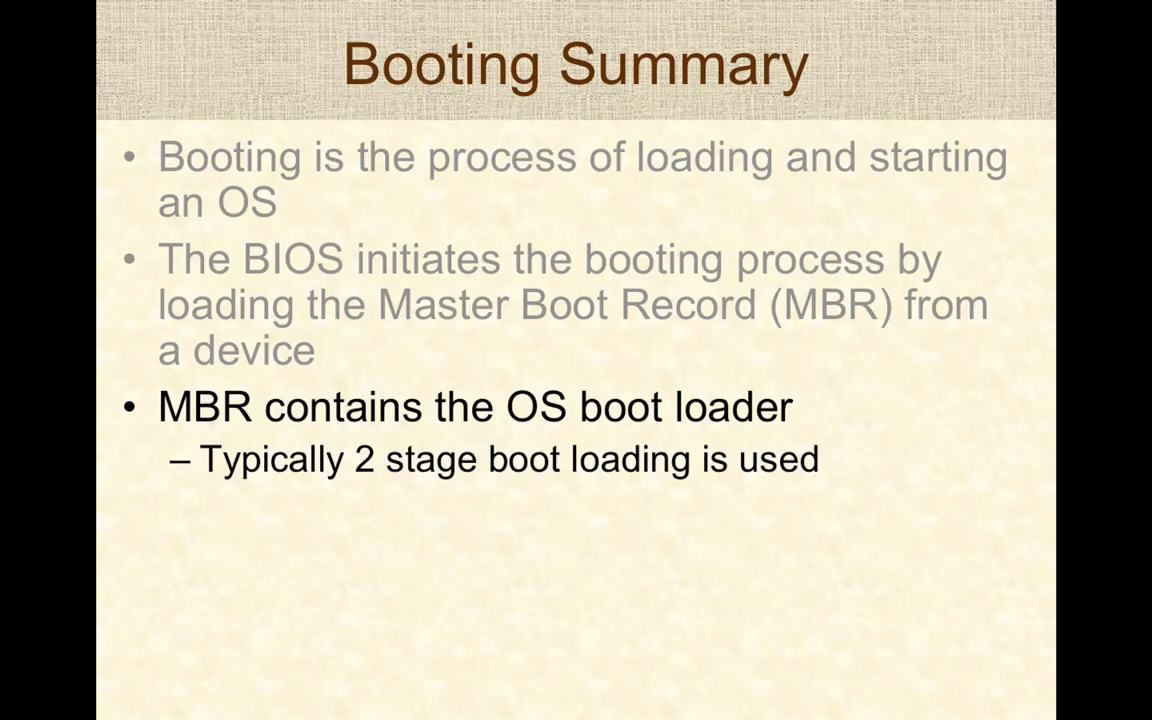 Booting Summary
• Booting is the process of loading and starting
an OS
• The BIOS initiates the booting process by
loading the Master Boot Record (MBR) from
a device
• MBR contains the OS boot loader
– Typically 2 stage boot loading is used